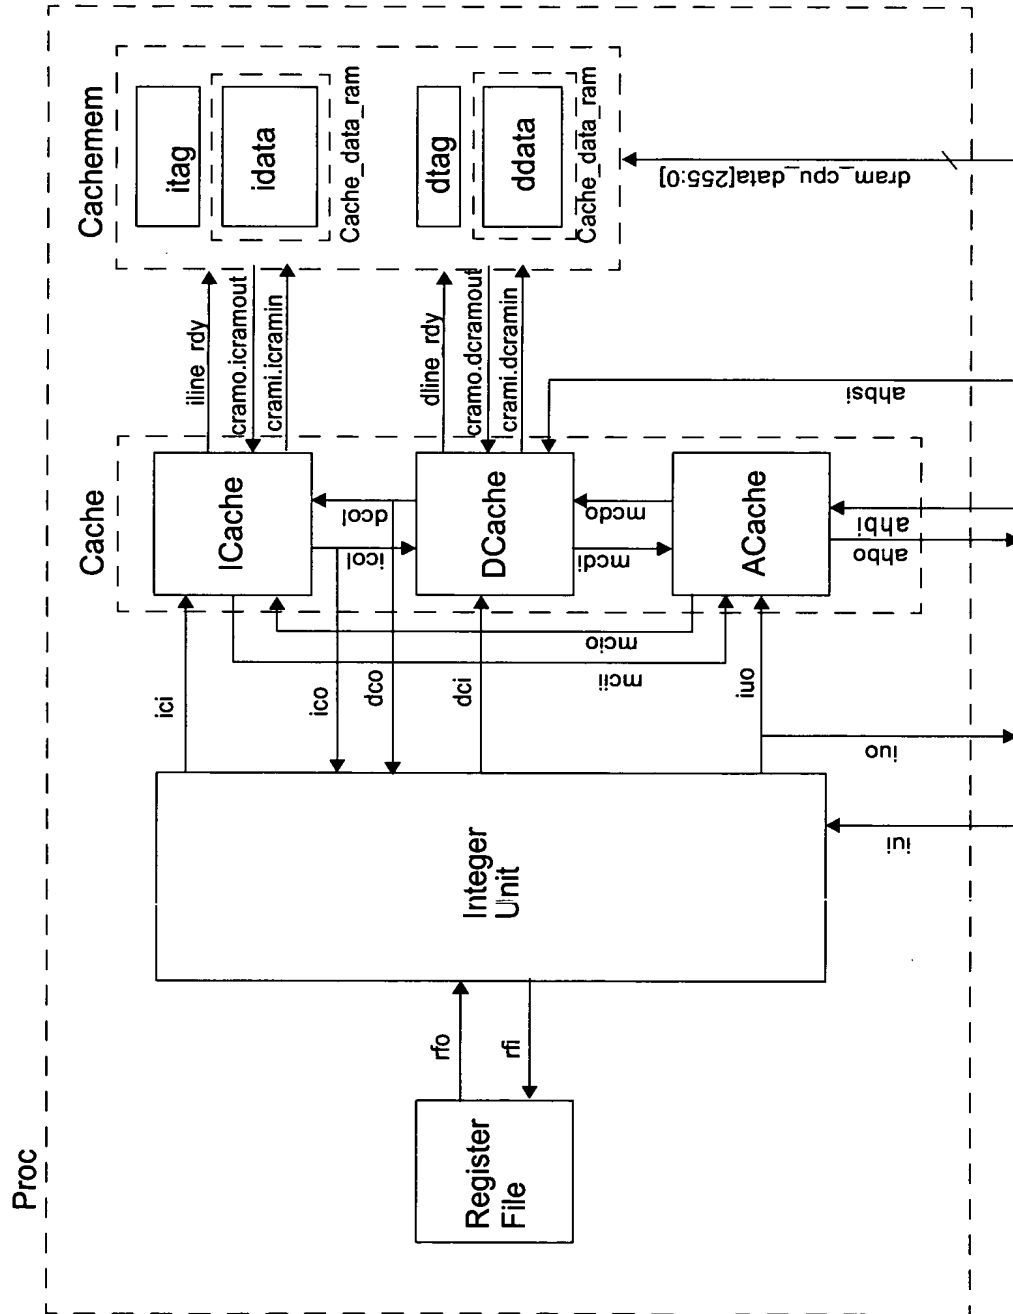 Proc
Cachemem
itag
idata
Cache_data_ram
dtag
ddata
Cache_data_ram
dram_cpu_data[255:0]
iline_rdy
cramo.icramout
crami.icramin
dline_rdy
cramo.dcramout
crami.dcramin
ahbsi
Cache
ICache
dcol
icol
DCache
mcdo
mcdi
ACache
ahbi
ahbo
mcio
mcii
ici
ico
dco
dci
iuo
iuo
Integer
Unit
iui
rfo
rfi
Register
File